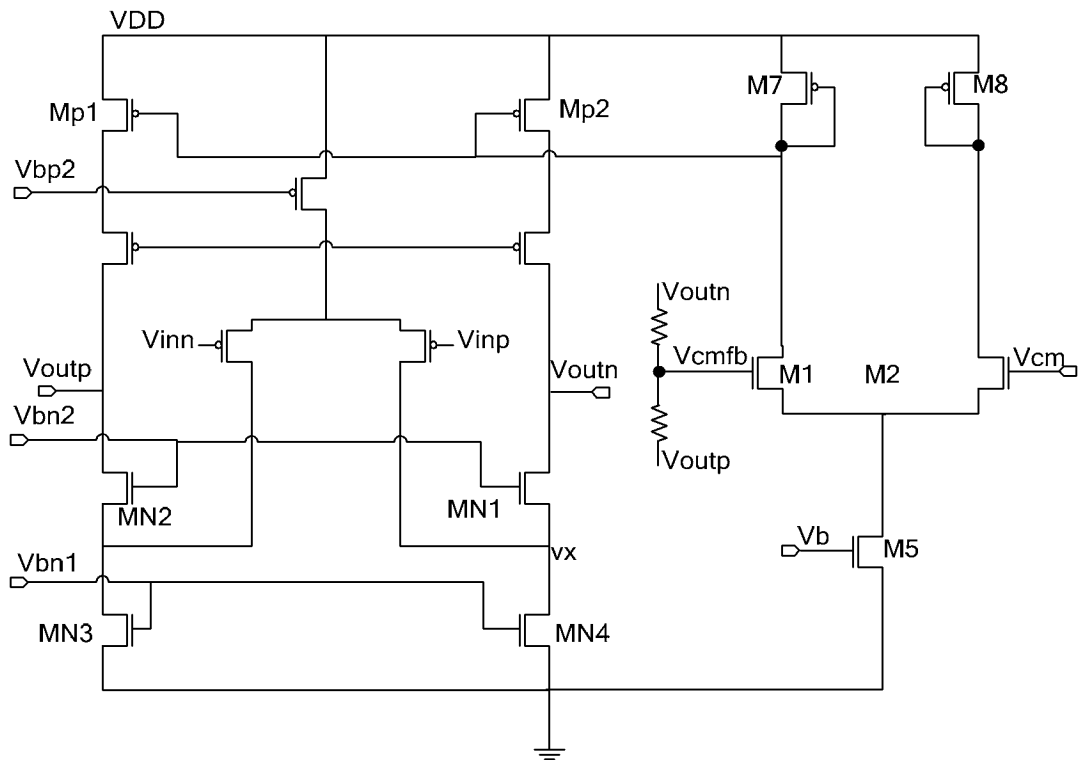 VDD
M7
M8
Mp1
Mp2
Vbp2
Voutn
Vinn
Vinp
Vcmfb
Vcm
Voutp
Voutn
M1
M2
Vbn2
Voutp
MN2
MN1
Vb
M5
vx
Vbn1
MN3
MN4